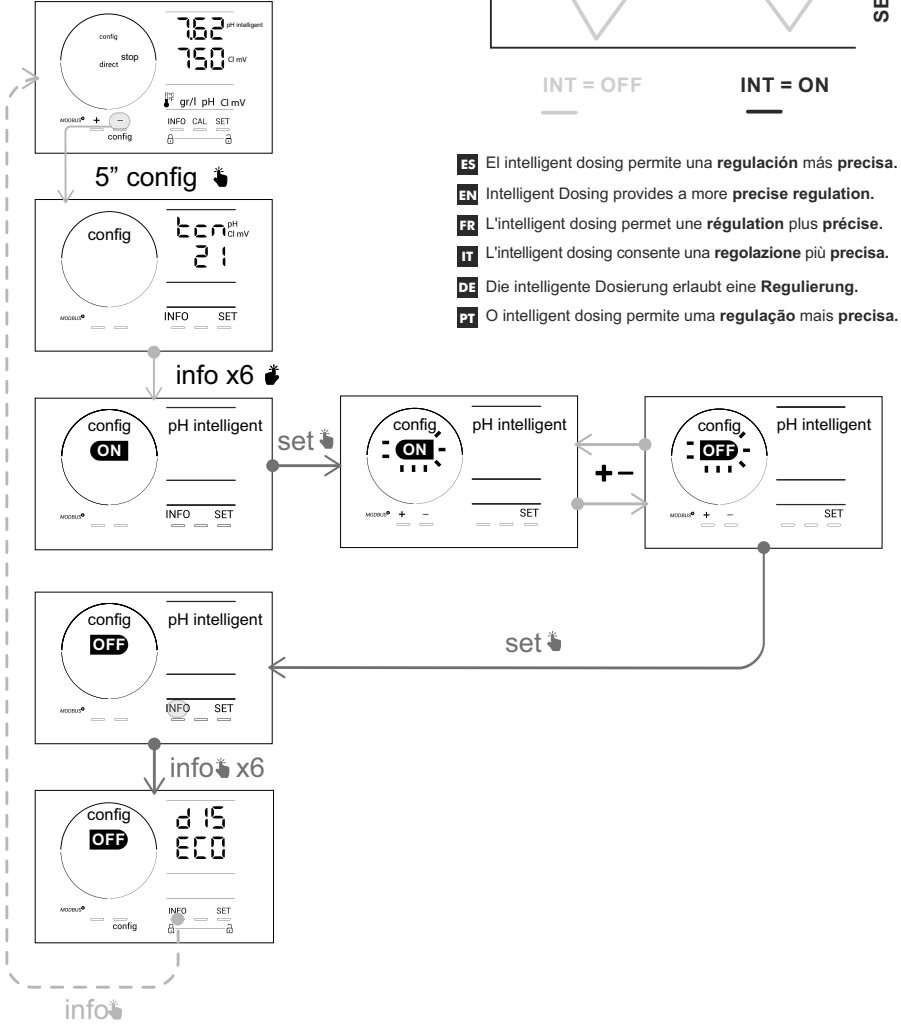 config
stop
direct
7.62 pH intelligent
750 Cl mV
gr/l pH Cl mV
MODBUS + − INFO CAL SET
config
5” config
config
tcn pH Cl mV
21
MODBUS INFO SET
info x6
config
ON
pH intelligent
MODBUS INFO SET
set
config
ON
pH intelligent
MODBUS + − SET
+ −
config
OFF
pH intelligent
MODBUS + − SET
set
config
OFF
pH intelligent
MODBUS INFO SET
info x6
config
OFF
dIS
ECO
MODBUS INFO SET
config
info
SE
INT = OFF
INT = ON
ES El intelligent dosing permite una regulación más precisa.
EN Intelligent Dosing provides a more precise regulation.
FR L'intelligent dosing permet une régulation plus précise.
IT L'intelligent dosing consente una regolazione più precisa.
DE Die intelligente Dosierung erlaubt eine Regulierung.
PT O intelligent dosing permite uma regulação mais precisa.